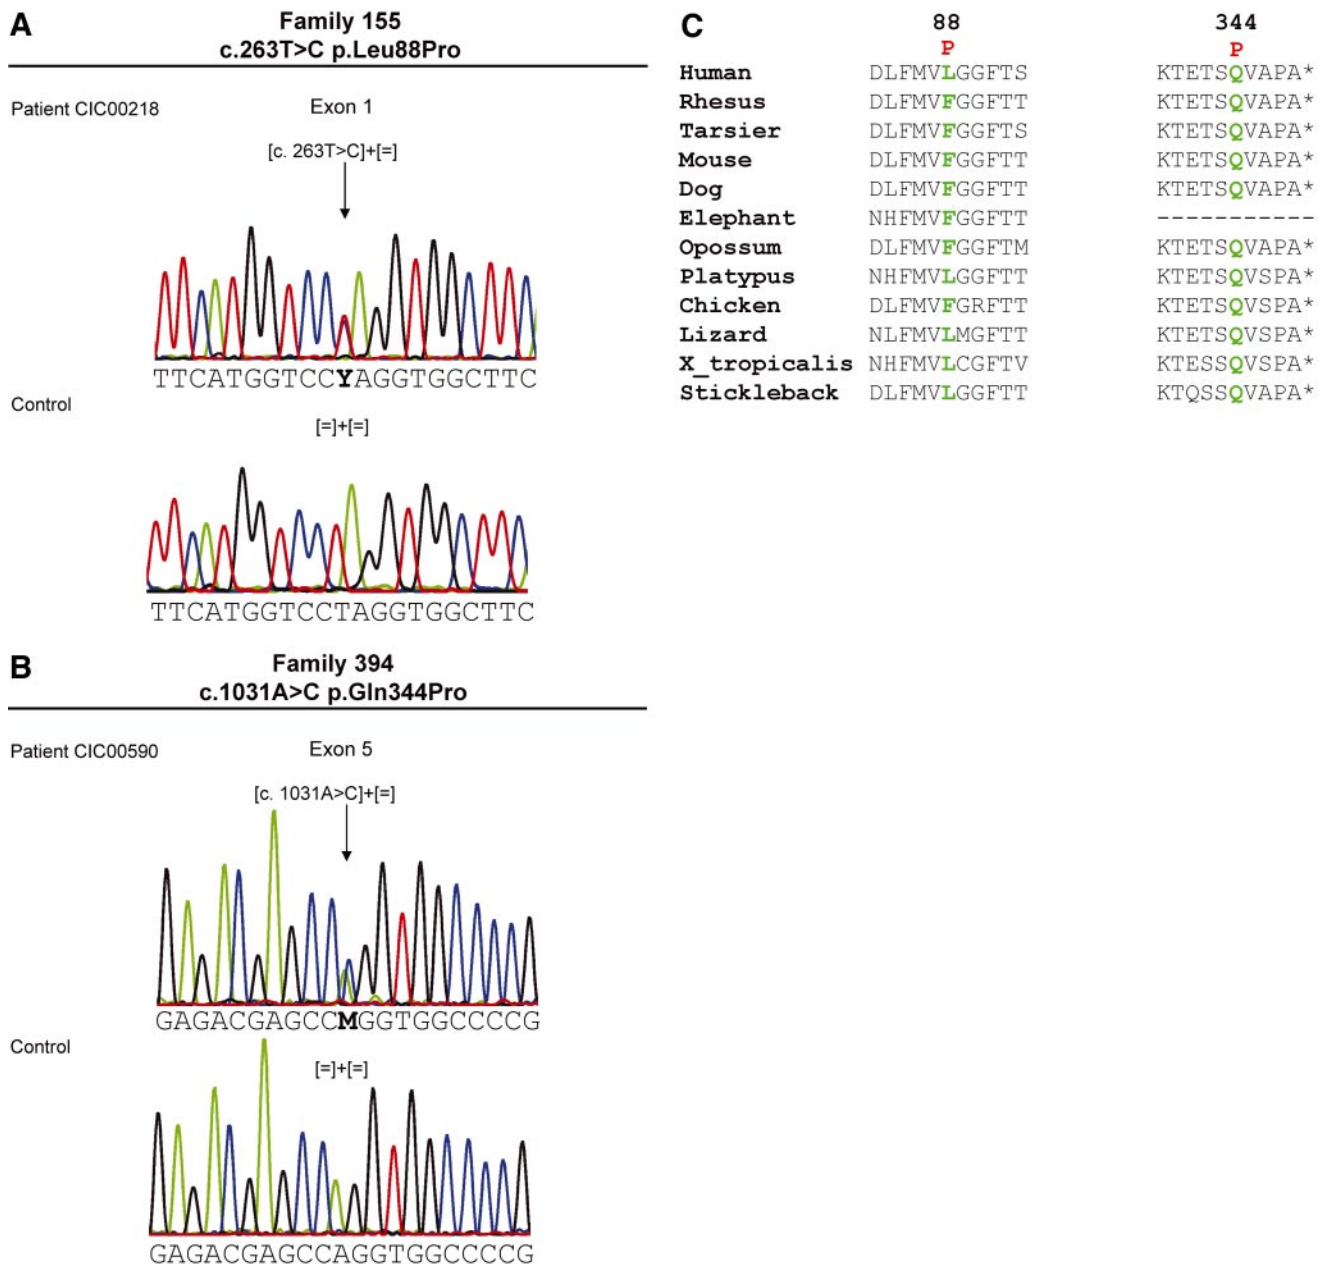 A
Family 155
c.263T>C p.Leu88Pro
Patient CIC00218
Exon 1
[c. 263T>C]+[=]
TTCATGGTCCYAGGTGGCTTC
Control
[=]+[=]
TTCATGGTCCTAGGTGGCTTC
B
Family 394
c.1031A>C p.Gln344Pro
Patient CIC00590
Exon 5
[c. 1031A>C]+[=]
GAGACGAGCCMGGTGGCCCCG
Control
[=]+[=]
GAGACGAGCCAGGTGGCCCCG
C
88 344
P P
Human DLFMVLGGFTS KTETSQVAPA*
Rhesus DLFMVFGGFTT KTETSQVAPA*
Tarsier DLFMVFGGFTS KTETSQVAPA*
Mouse DLFMVFGGFTT KTETSQVAPA*
Dog DLFMVFGGFTT KTETSQVAPA*
Elephant NHFMVFGGFTT -----------
Opossum DLFMVFGGFTM KTETSQVAPA*
Platypus NHFMVLGGFTT KTETSQVSPA*
Chicken DLFMVFGRFTT KTETSQVSPA*
Lizard NLFMVLMGFTT KTETSQVSPA*
X_tropicalis NHFMVLCGFTV KTESSQVSPA*
Stickleback DLFMVLGGFTT KTQSSQVAPA*